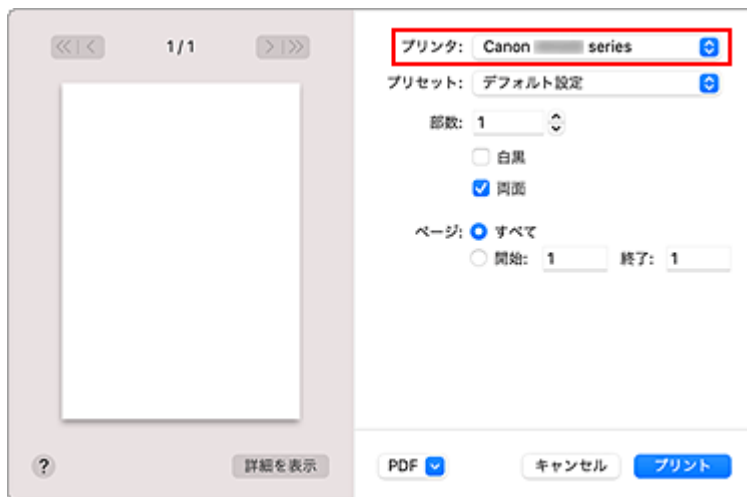 1/1
プリンタ: Canon series
プリセット: デフォルト設定
部数: 1
白黒
両面
ページ: すべて
開始: 1 終了: 1
? 詳細を表示 PDF キャンセル プリント